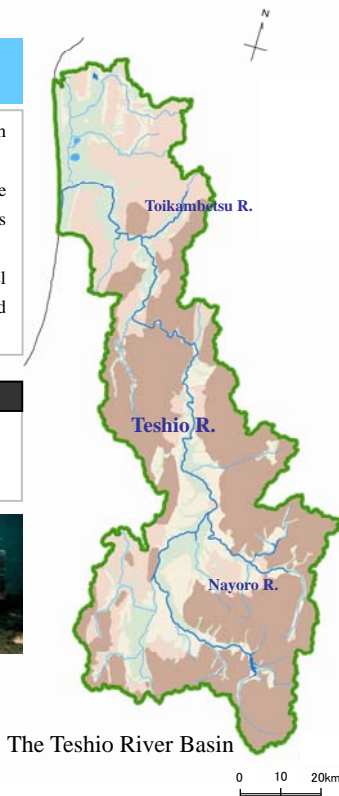 N
Toikambetsu R.
Teshio R.
Nayoro R.
The Teshio River Basin
0 10 20km